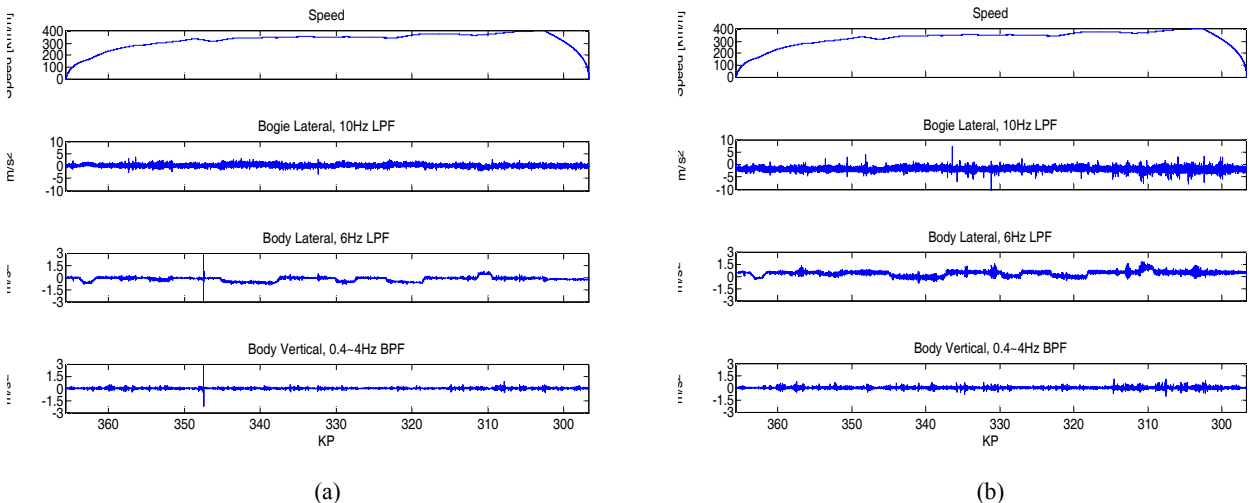 Speed
Speed [km/h]
400
300
200
100
0
Bogie Lateral, 10Hz LPF
m/s2
10
5
0
-5
-10
Body Lateral, 6Hz LPF
3
1.5
-1.5
-3
Body Vertical, 0.4~4Hz BPF
3
1.5
-1.5
-3
360 350 340 330 320 310 300
KP
(a)
Speed
Speed [km/h]
400
300
200
100
0
Bogie Lateral, 10Hz LPF
m/s2
10
5
0
-5
-10
Body Lateral, 6Hz LPF
3
1.5
-1.5
-3
Body Vertical, 0.4~4Hz BPF
3
1.5
-1.5
-3
360 350 340 330 320 310 300
KP
(b)